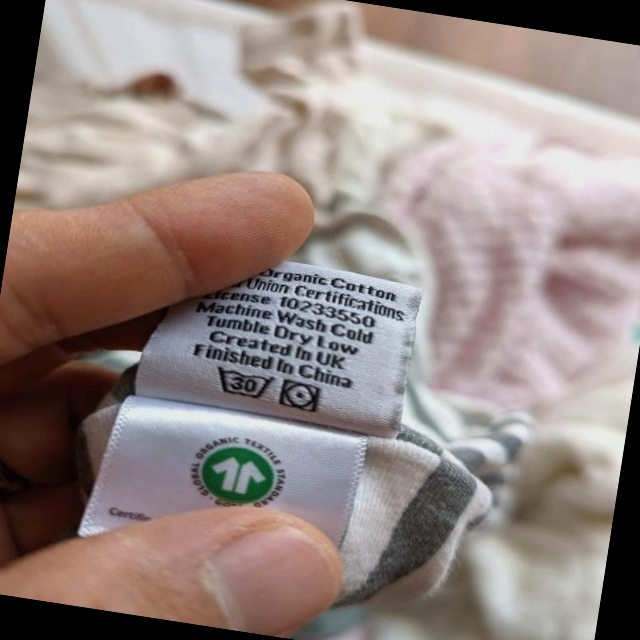 Organic Cotton
Union Certifications
License 10233550
Machine Wash Cold
Tumble Dry Low
Created In UK
Finished In China
30
GLOBAL ORGANIC TEXTILE STANDARD